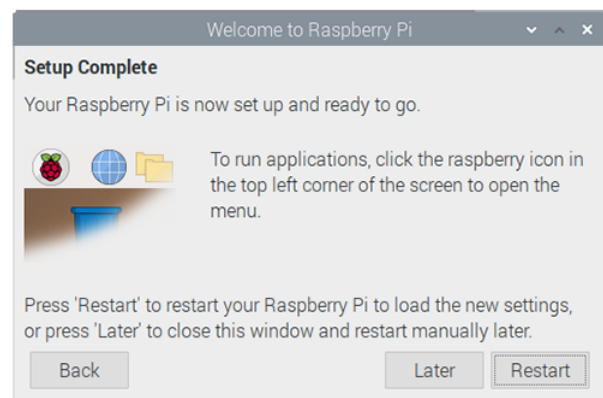 Welcome to Raspberry Pi
Setup Complete
Your Raspberry Pi is now set up and ready to go.
To run applications, click the raspberry icon in
the top left corner of the screen to open the
menu.
Press 'Restart' to restart your Raspberry Pi to load the new settings,
or press 'Later' to close this window and restart manually later.
Back
Later
Restart